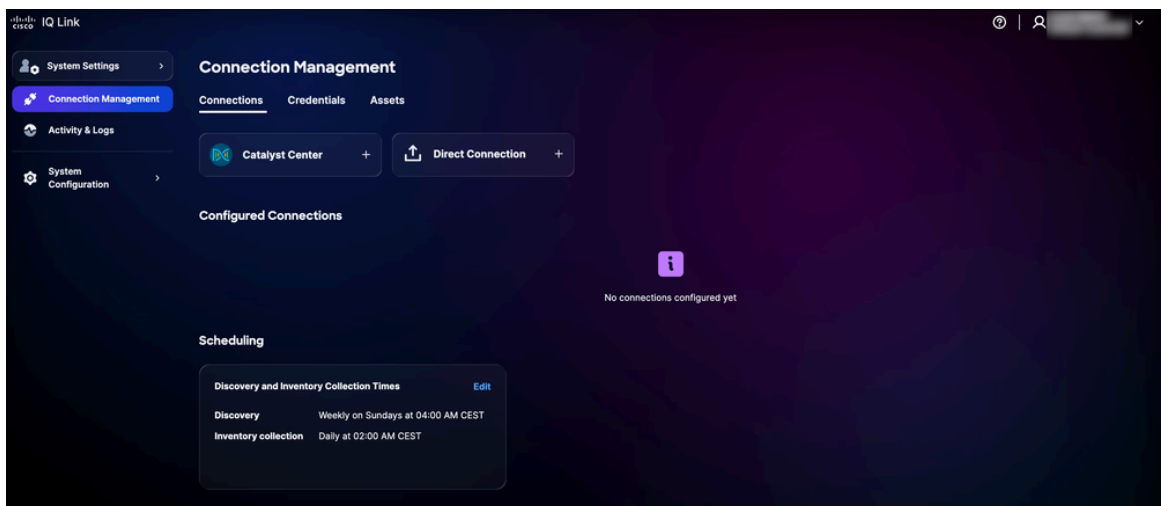 cisco IQ Link
System Settings
Connection Management
Activity & Logs
System
Configuration
Connection Management
Connections Credentials Assets
Catalyst Center +
Direct Connection +
Configured Connections
No connections configured yet
Scheduling
Discovery and Inventory Collection Times Edit
Discovery Weekly on Sundays at 04:00 AM CEST
Inventory collection Daily at 02:00 AM CEST